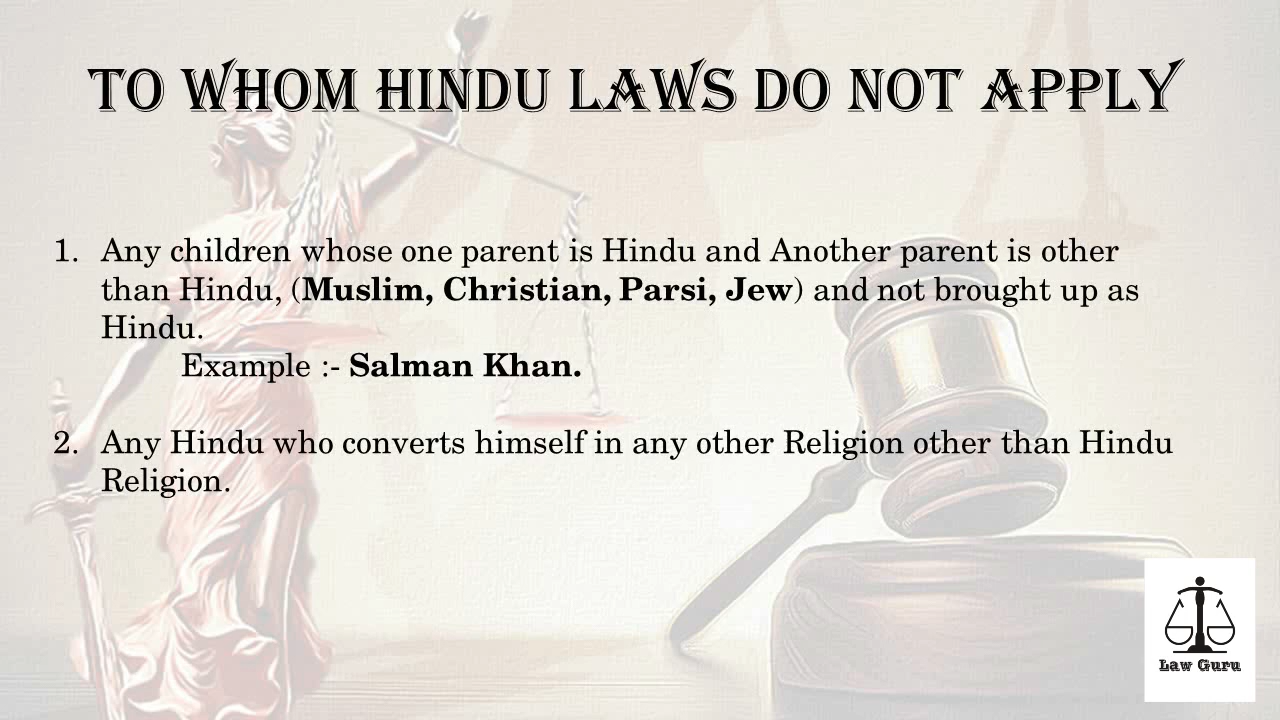 TO WHOM HINDU LAWS DO NOT APPLY
1. Any children whose one parent is Hindu and Another parent is other
than Hindu, (Muslim, Christian, Parsi, Jew) and not brought up as
Hindu.
Example :- Salman Khan.
2. Any Hindu who converts himself in any other Religion other than Hindu
Religion.
Law Guru